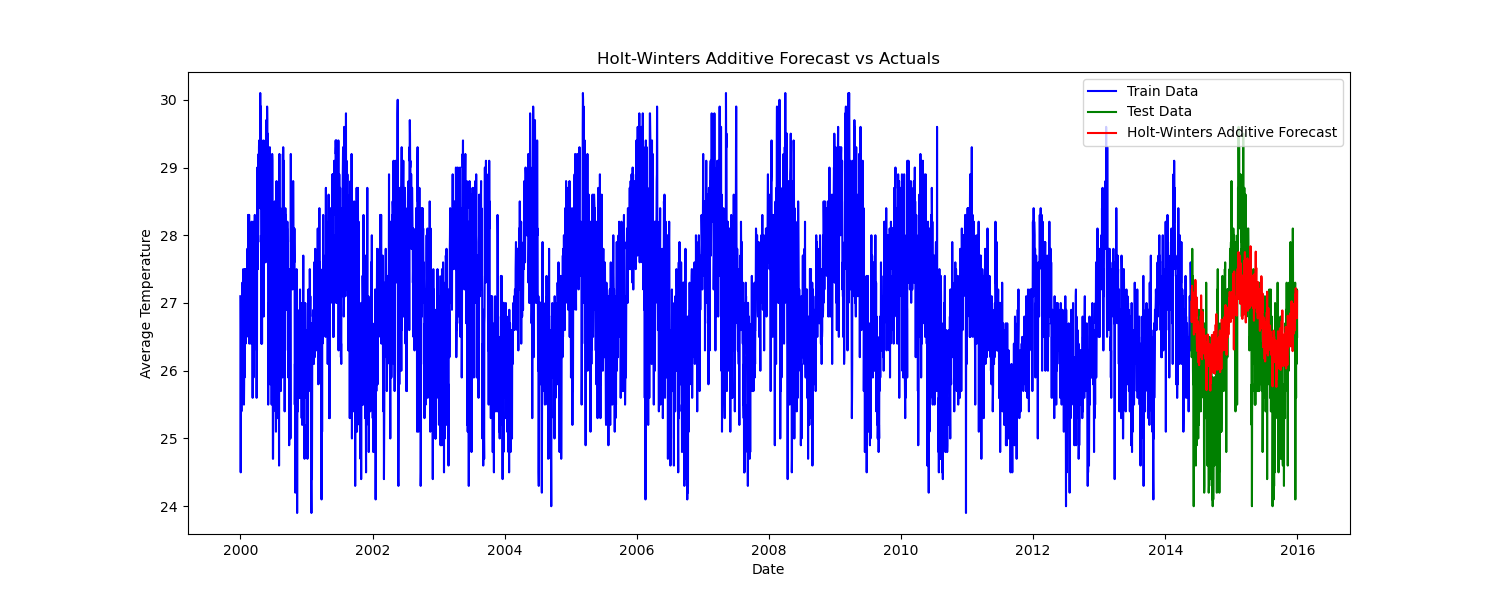 Holt-Winters Additive Forecast vs Actuals
Train Data
Test Data
Holt-Winters Additive Forecast
Average Temperature
30
29
28
27
26
25
24
2000 2002 2004 2006 2008 2010 2012 2014 2016
Date